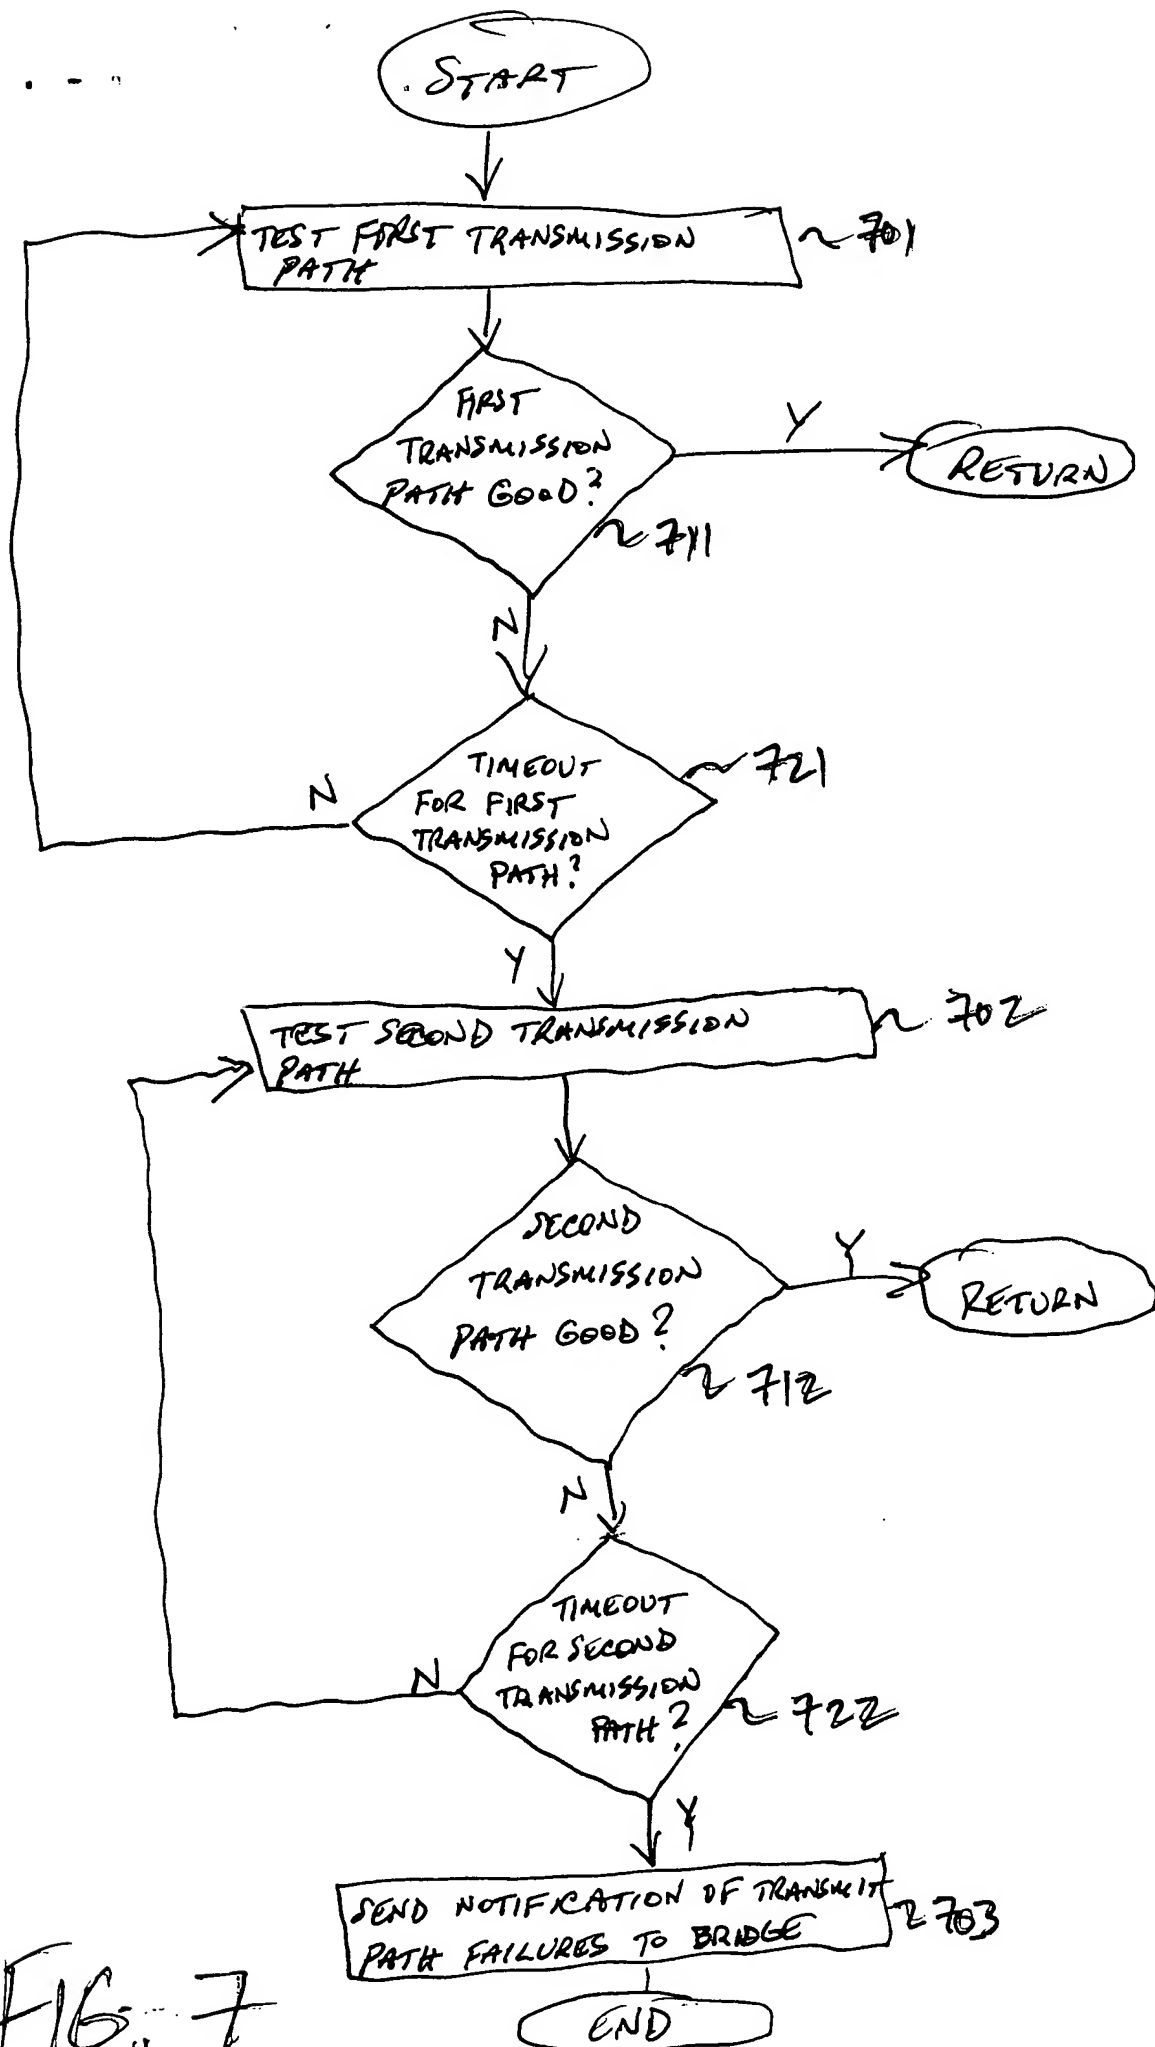 START
TEST FIRST TRANSMISSION
PATH
~701
FIRST
TRANSMISSION
PATH GOOD?
Y
RETURN
~711
N
TIMEOUT
FOR FIRST
TRANSMISSION
PATH?
~721
N
Y
TEST SECOND TRANSMISSION
PATH
~702
SECOND
TRANSMISSION
PATH GOOD?
Y
RETURN
~712
N
TIMEOUT
FOR SECOND
TRANSMISSION
PATH?
N
~722
Y
SEND NOTIFICATION OF TRANSMIT
PATH FAILURES TO BRIDGE
~703
END
FIG. 7